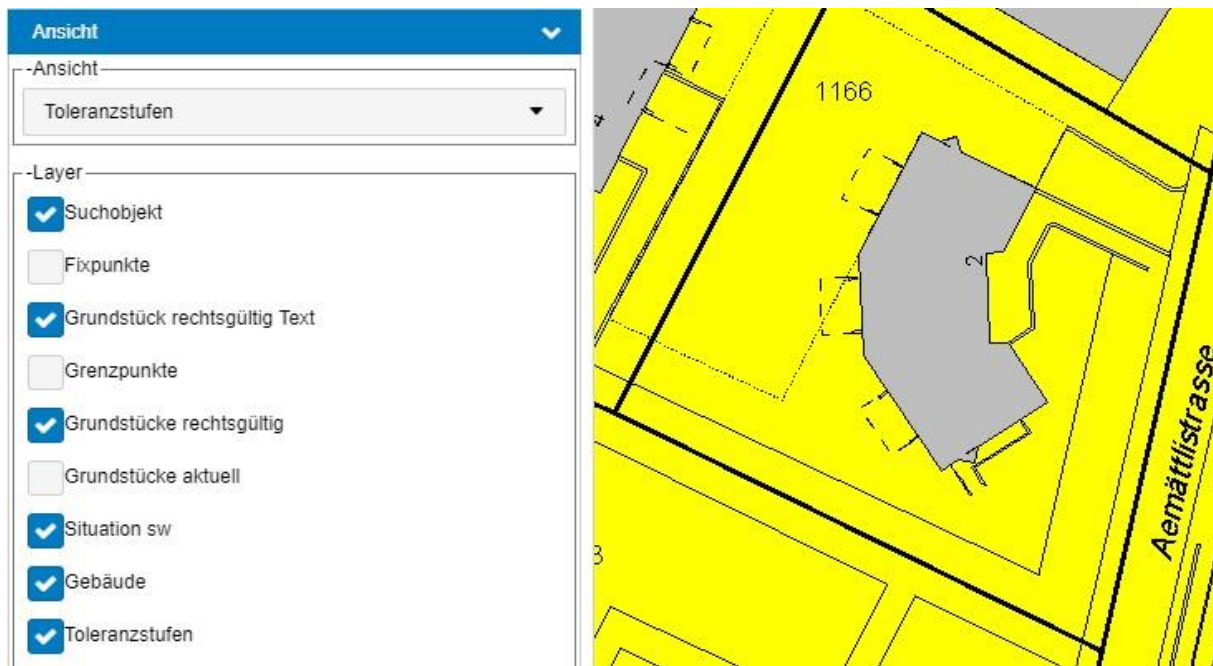 Ansicht
-Ansicht
Toleranzstufen
-Layer
Suchobjekt
Fixpunkte
Grundstück rechtsgültig Text
Grenzpunkte
Grundstücke rechtsgültig
Grundstücke aktuell
Situation sw
Gebäude
Toleranzstufen
1166
4
2
Aemättlistrasse